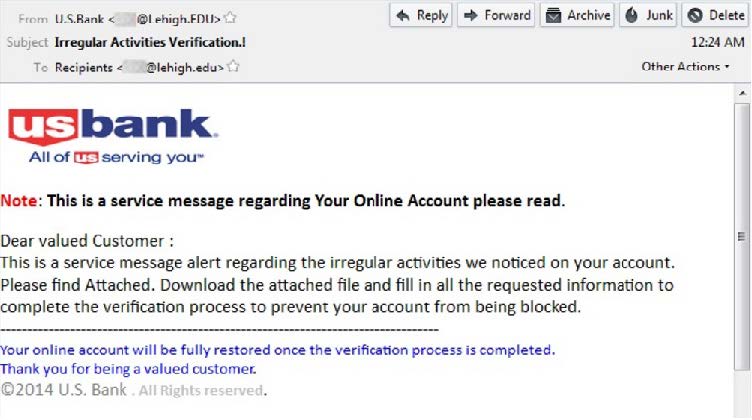 From U.S.Bank < @Lehigh.EDU>
Reply Forward Archive Junk Delete
Subject Irregular Activities Verification.!
12:24 AM
To Recipients < @lehigh.edu>
Other Actions
usbank.
All of us serving you℠
Note: This is a service message regarding Your Online Account please read.
Dear valued Customer :
This is a service message alert regarding the irregular activities we noticed on your account.
Please find Attached. Download the attached file and fill in all the requested information to
complete the verification process to prevent your account from being blocked.
--------------------------------------------------------------------------------
Your online account will be fully restored once the verification process is completed.
Thank you for being a valued customer.
©2014 U.S. Bank . All Rights reserved.